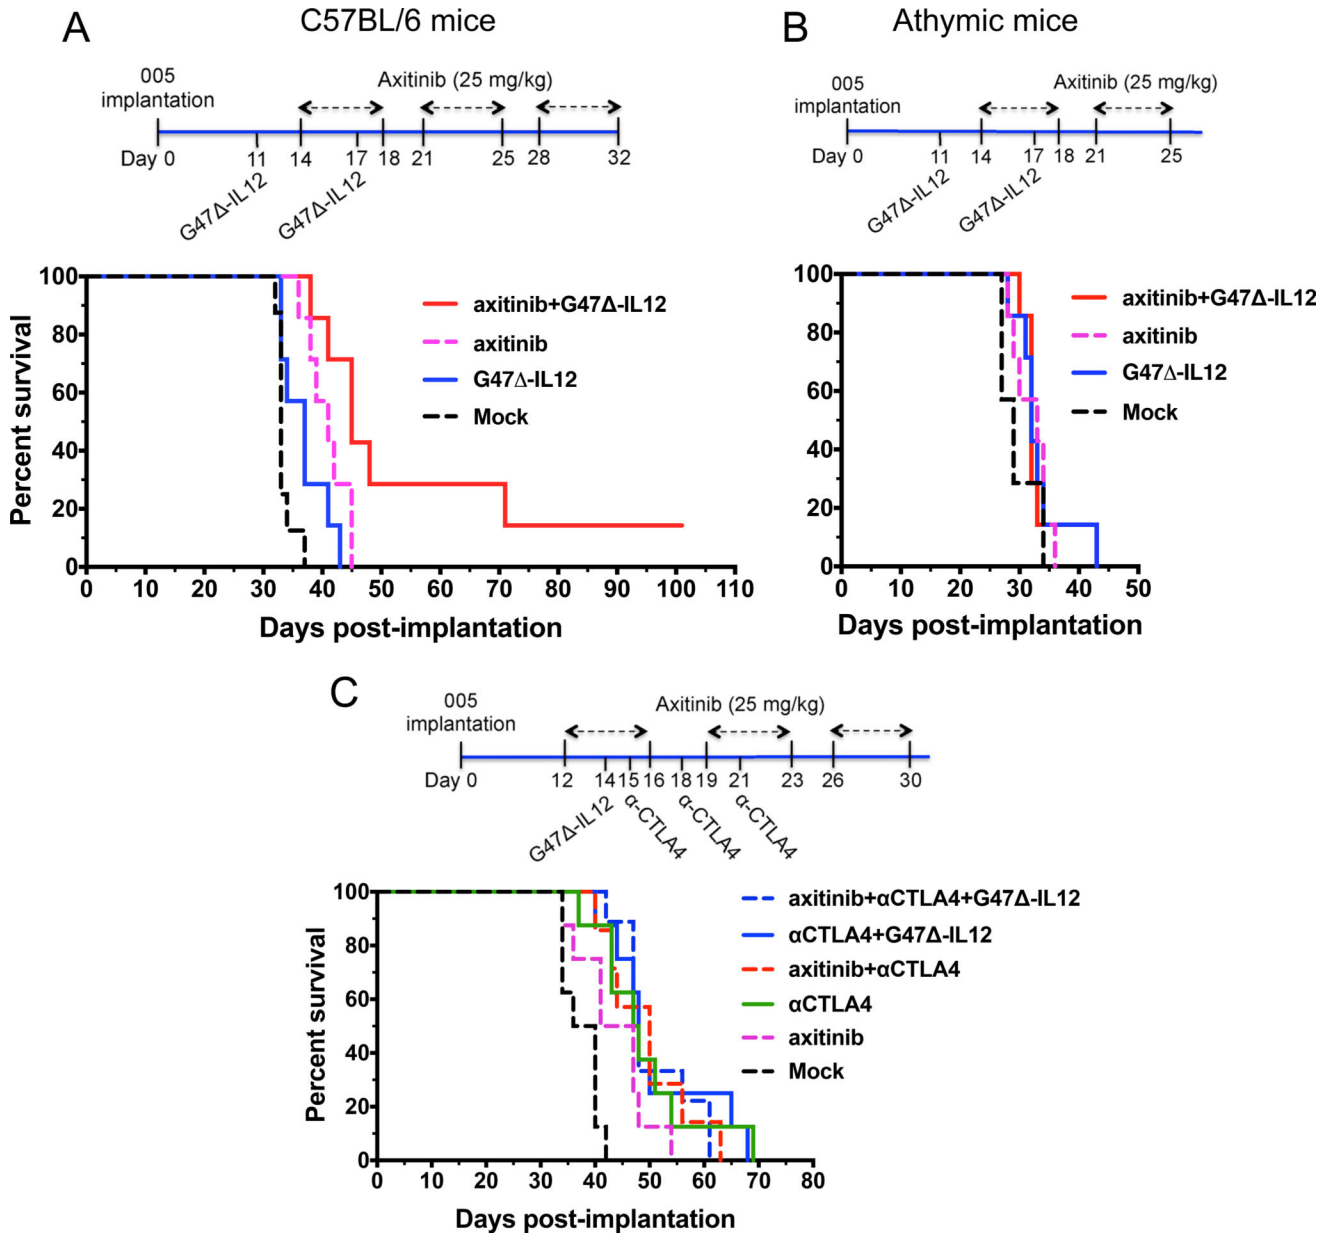 A
C57BL/6 mice
005
implantation
Axitinib (25 mg/kg)
Day 0
11
14
17
18
21
25
28
32
G47Δ-IL12
G47Δ-IL12
Percent survival
100
80
60
40
20
0
0
10
20
30
40
50
60
70
80
90
100
110
Days post-implantation
axitinib+G47Δ-IL12
axitinib
G47Δ-IL12
Mock
B
Athymic mice
005
implantation
Axitinib (25 mg/kg)
Day 0
11
14
17
18
21
25
G47Δ-IL12
G47Δ-IL12
100
80
60
40
20
0
0
10
20
30
40
50
Days post-implantation
axitinib+G47Δ-IL12
axitinib
G47Δ-IL12
Mock
C
005
implantation
Axitinib (25 mg/kg)
Day 0
12
14
15
16
18
19
21
23
26
30
G47Δ-IL12
α-CTLA4
α-CTLA4
α-CTLA4
Percent survival
100
80
60
40
20
0
0
10
20
30
40
50
60
70
80
Days post-implantation
axitinib+αCTLA4+G47Δ-IL12
αCTLA4+G47Δ-IL12
axitinib+αCTLA4
αCTLA4
axitinib
Mock